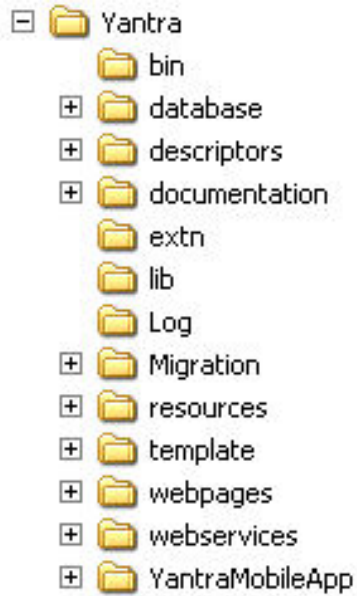 Yantra
bin
database
descriptors
documentation
extn
lib
Log
Migration
resources
template
webpages
webservices
YantraMobileApp